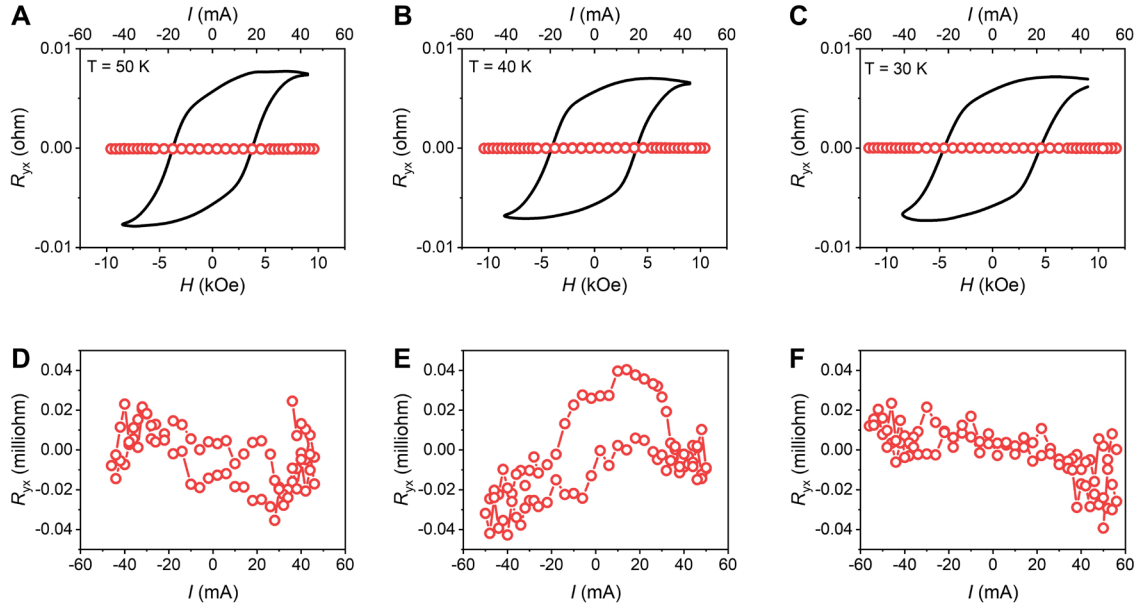 A
I (mA)
-60 -40 -20 0 20 40 60
0.01
0.00
-0.01
Ryx (ohm)
T = 50 K
-10 -5 0 5 10
H (kOe)
B
I (mA)
-60 -40 -20 0 20 40 60
0.01
0.00
-0.01
Ryx (ohm)
T = 40 K
-10 -5 0 5 10
H (kOe)
C
I (mA)
-60 -40 -20 0 20 40 60
0.01
0.00
-0.01
Ryx (ohm)
T = 30 K
-10 -5 0 5 10
H (kOe)
D
0.04
0.02
0.00
-0.02
-0.04
Ryx (milliohm)
-60 -40 -20 0 20 40 60
I (mA)
E
0.04
0.02
0.00
-0.02
-0.04
Ryx (milliohm)
-60 -40 -20 0 20 40 60
I (mA)
F
0.04
0.02
0.00
-0.02
-0.04
Ryx (milliohm)
-60 -40 -20 0 20 40 60
I (mA)